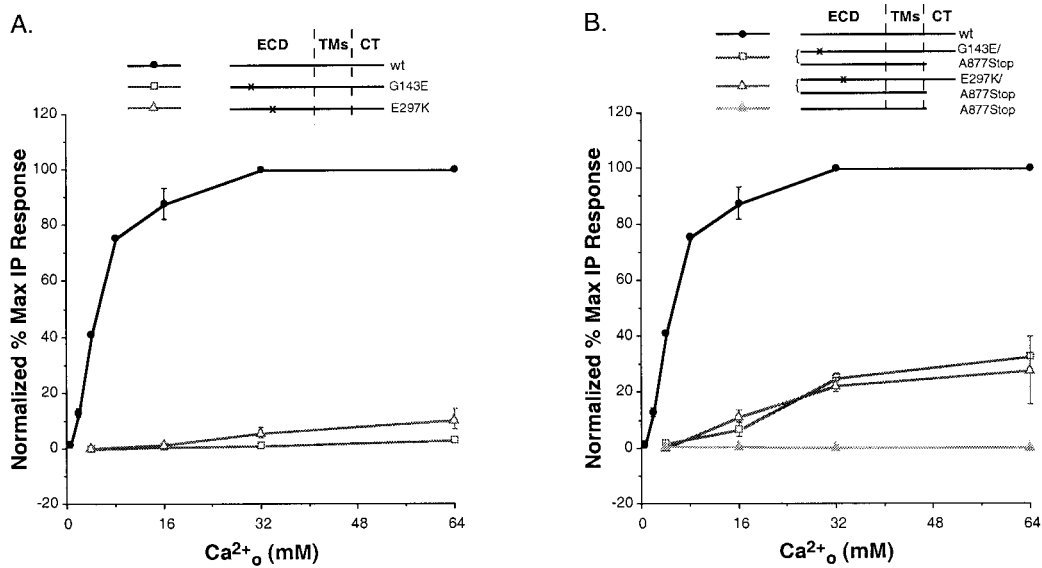 A.
ECD TMs CT
wt
G143E
E297K
Normalized % Max IP Response
120
100
80
60
40
20
0
-20
0 16 32 48 64
Ca2+o (mM)
B.
ECD TMs CT
wt
G143E/
A877Stop
E297K/
A877Stop
A877Stop
Normalized % Max IP Response
120
100
80
60
40
20
0
-20
0 16 32 48 64
Ca2+o (mM)